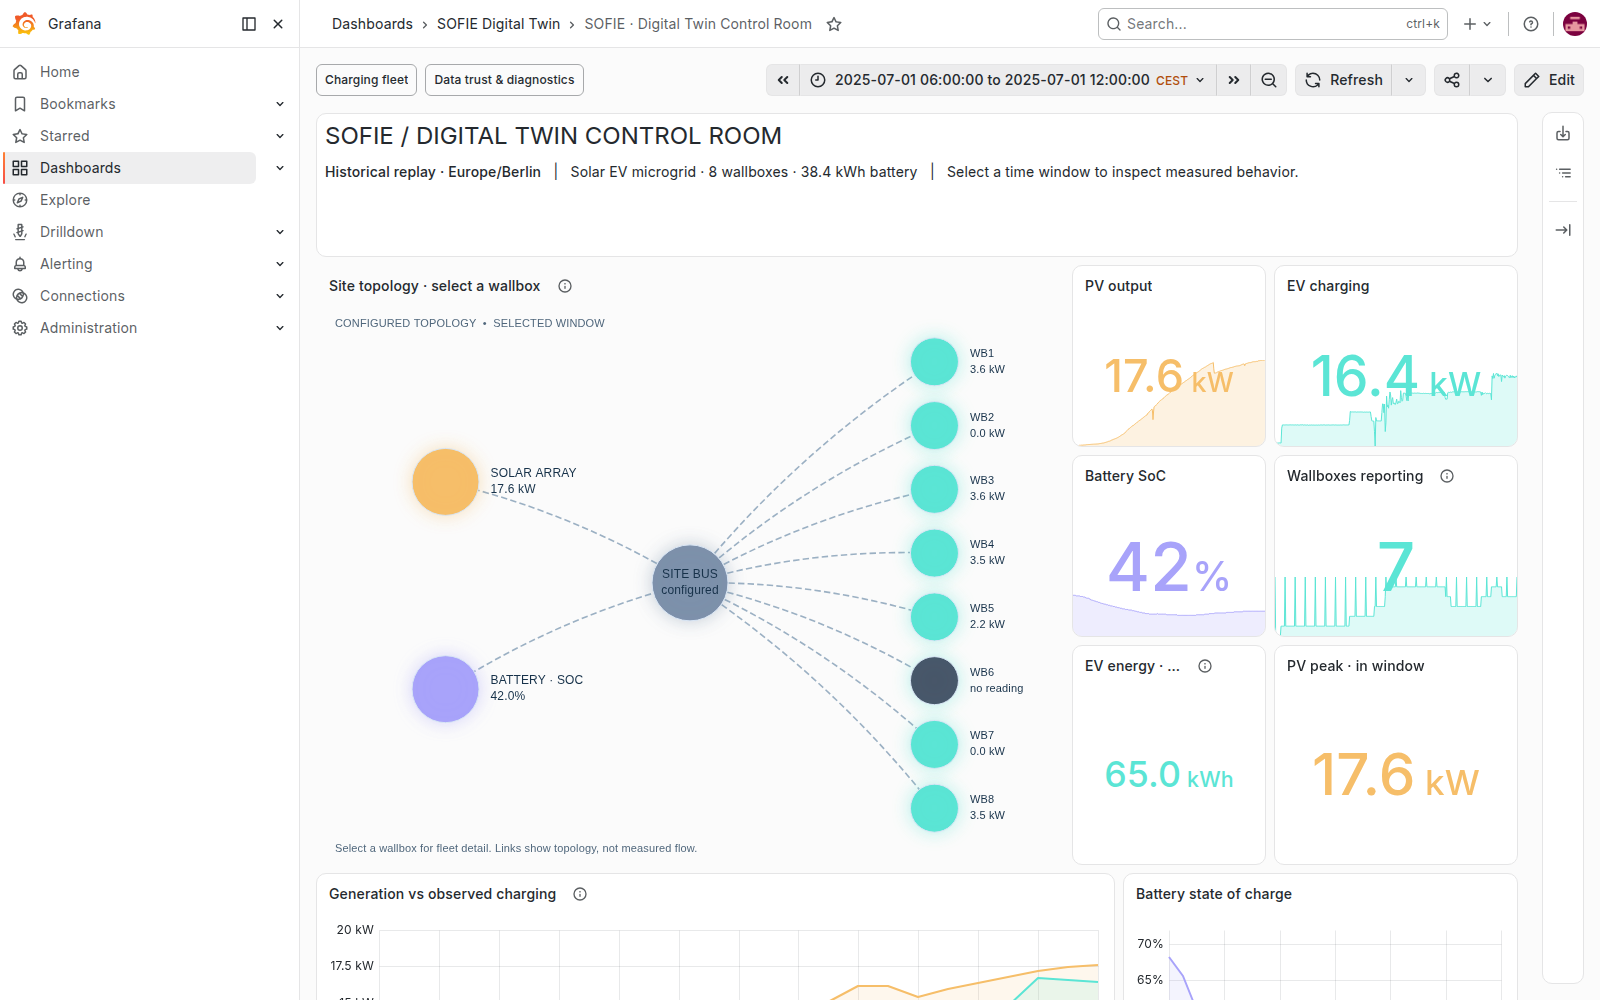 Grafana
Dashboards › SOFIE Digital Twin › SOFIE · Digital Twin Control Room
Search... ctrl+k
Home
Bookmarks
Starred
Dashboards
Explore
Drilldown
Alerting
Connections
Administration
Charging fleet
Data trust & diagnostics
2025-07-01 06:00:00 to 2025-07-01 12:00:00 CEST
Refresh
Edit
SOFIE / DIGITAL TWIN CONTROL ROOM
Historical replay · Europe/Berlin | Solar EV microgrid · 8 wallboxes · 38.4 kWh battery | Select a time window to inspect measured behavior.
Site topology · select a wallbox
CONFIGURED TOPOLOGY • SELECTED WINDOW
SOLAR ARRAY
17.6 kW
SITE BUS
configured
BATTERY · SOC
42.0%
WB1
3.6 kW
WB2
0.0 kW
WB3
3.6 kW
WB4
3.5 kW
WB5
2.2 kW
WB6
no reading
WB7
0.0 kW
WB8
3.5 kW
Select a wallbox for fleet detail. Links show topology, not measured flow.
PV output
17.6 kW
EV charging
16.4 kW
Battery SoC
42%
Wallboxes reporting
7
EV energy · ...
65.0 kWh
PV peak · in window
17.6 kW
Generation vs observed charging
20 kW
17.5 kW
15 kW
Battery state of charge
70%
65%